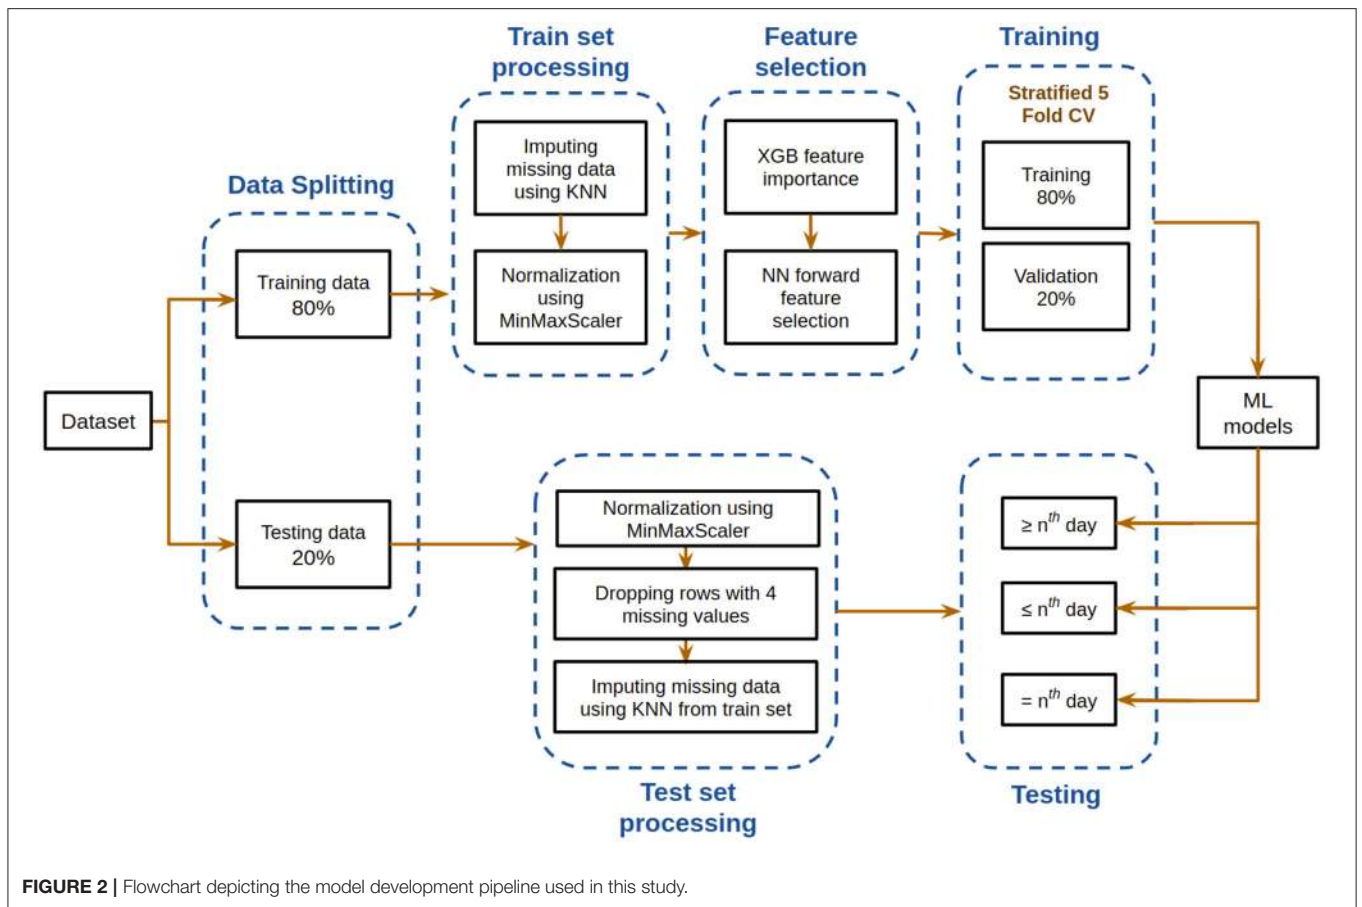 Train set
processing
Feature
selection
Training
Stratified 5
Fold CV
Imputing
missing data
using KNN
XGB feature
importance
Training
80%
Data Splitting
Training data
80%
Normalization
using
MinMaxScaler
NN forward
feature
selection
Validation
20%
Dataset
ML
models
Testing data
20%
Normalization using
MinMaxScaler
Dropping rows with 4
missing values
Imputing missing data
using KNN from train set
≥ nth day
≤ nth day
= nth day
Test set
processing
Testing
FIGURE 2 | Flowchart depicting the model development pipeline used in this study.